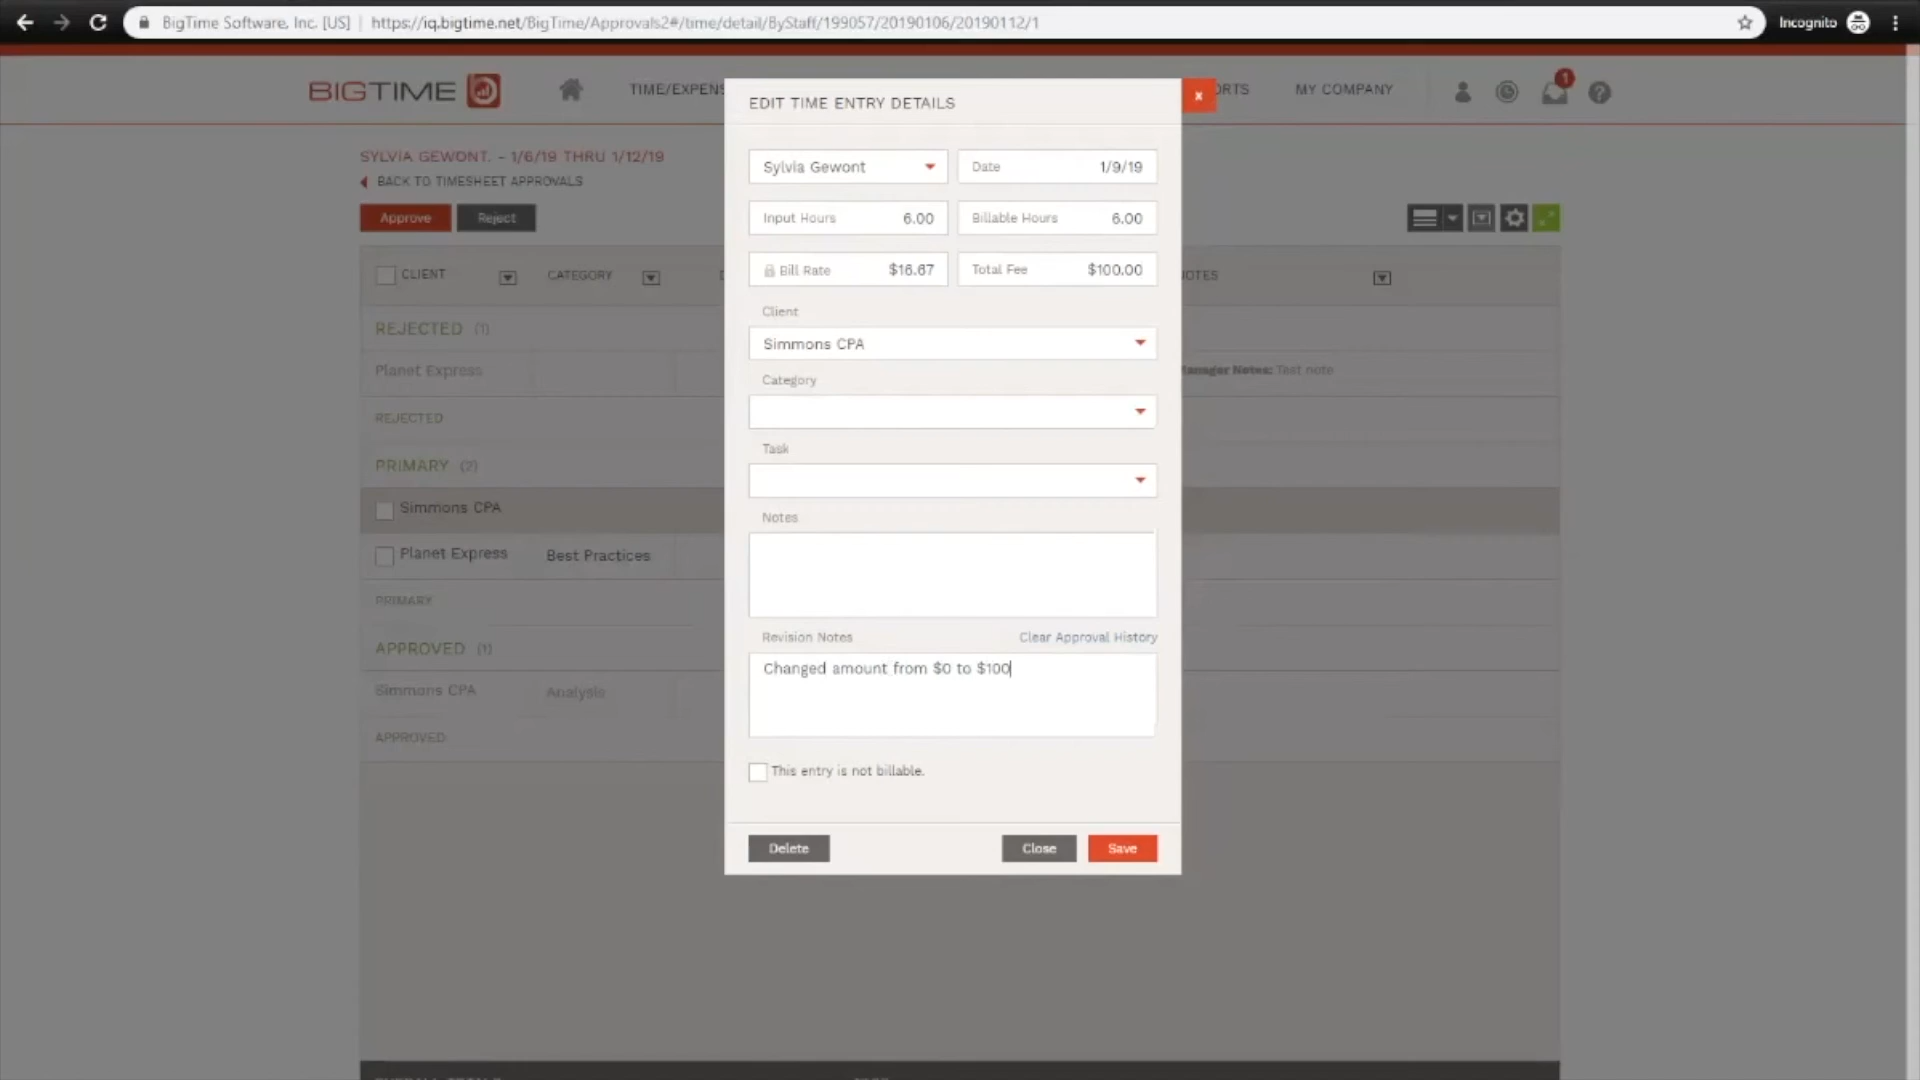 BigTime Software, Inc. [US] | https://iq.bigtime.net/BigTime/Approvals2#/time/detail/ByStaff/199057/20190106/20190112/1
Incognito
BIGTIME
TIME/EXPENS
ORTS
MY COMPANY
1
EDIT TIME ENTRY DETAILS
x
SYLVIA GEWONT. - 1/6/19 THRU 1/12/19
BACK TO TIMESHEET APPROVALS
Approve
Reject
Sylvia Gewont
Date 1/9/19
Input Hours 6.00
Billable Hours 6.00
Bill Rate $16.67
Total Fee $100.00
CLIENT
CATEGORY
OTES
REJECTED (1)
Planet Express
Manager Notes: Test note
REJECTED
PRIMARY (2)
Simmons CPA
Planet Express
Best Practices
PRIMARY
APPROVED (1)
Simmons CPA
Analysis
APPROVED
Client
Simmons CPA
Category
Task
Notes
Revision Notes
Clear Approval History
Changed amount from $0 to $100
This entry is not billable.
Delete
Close
Save